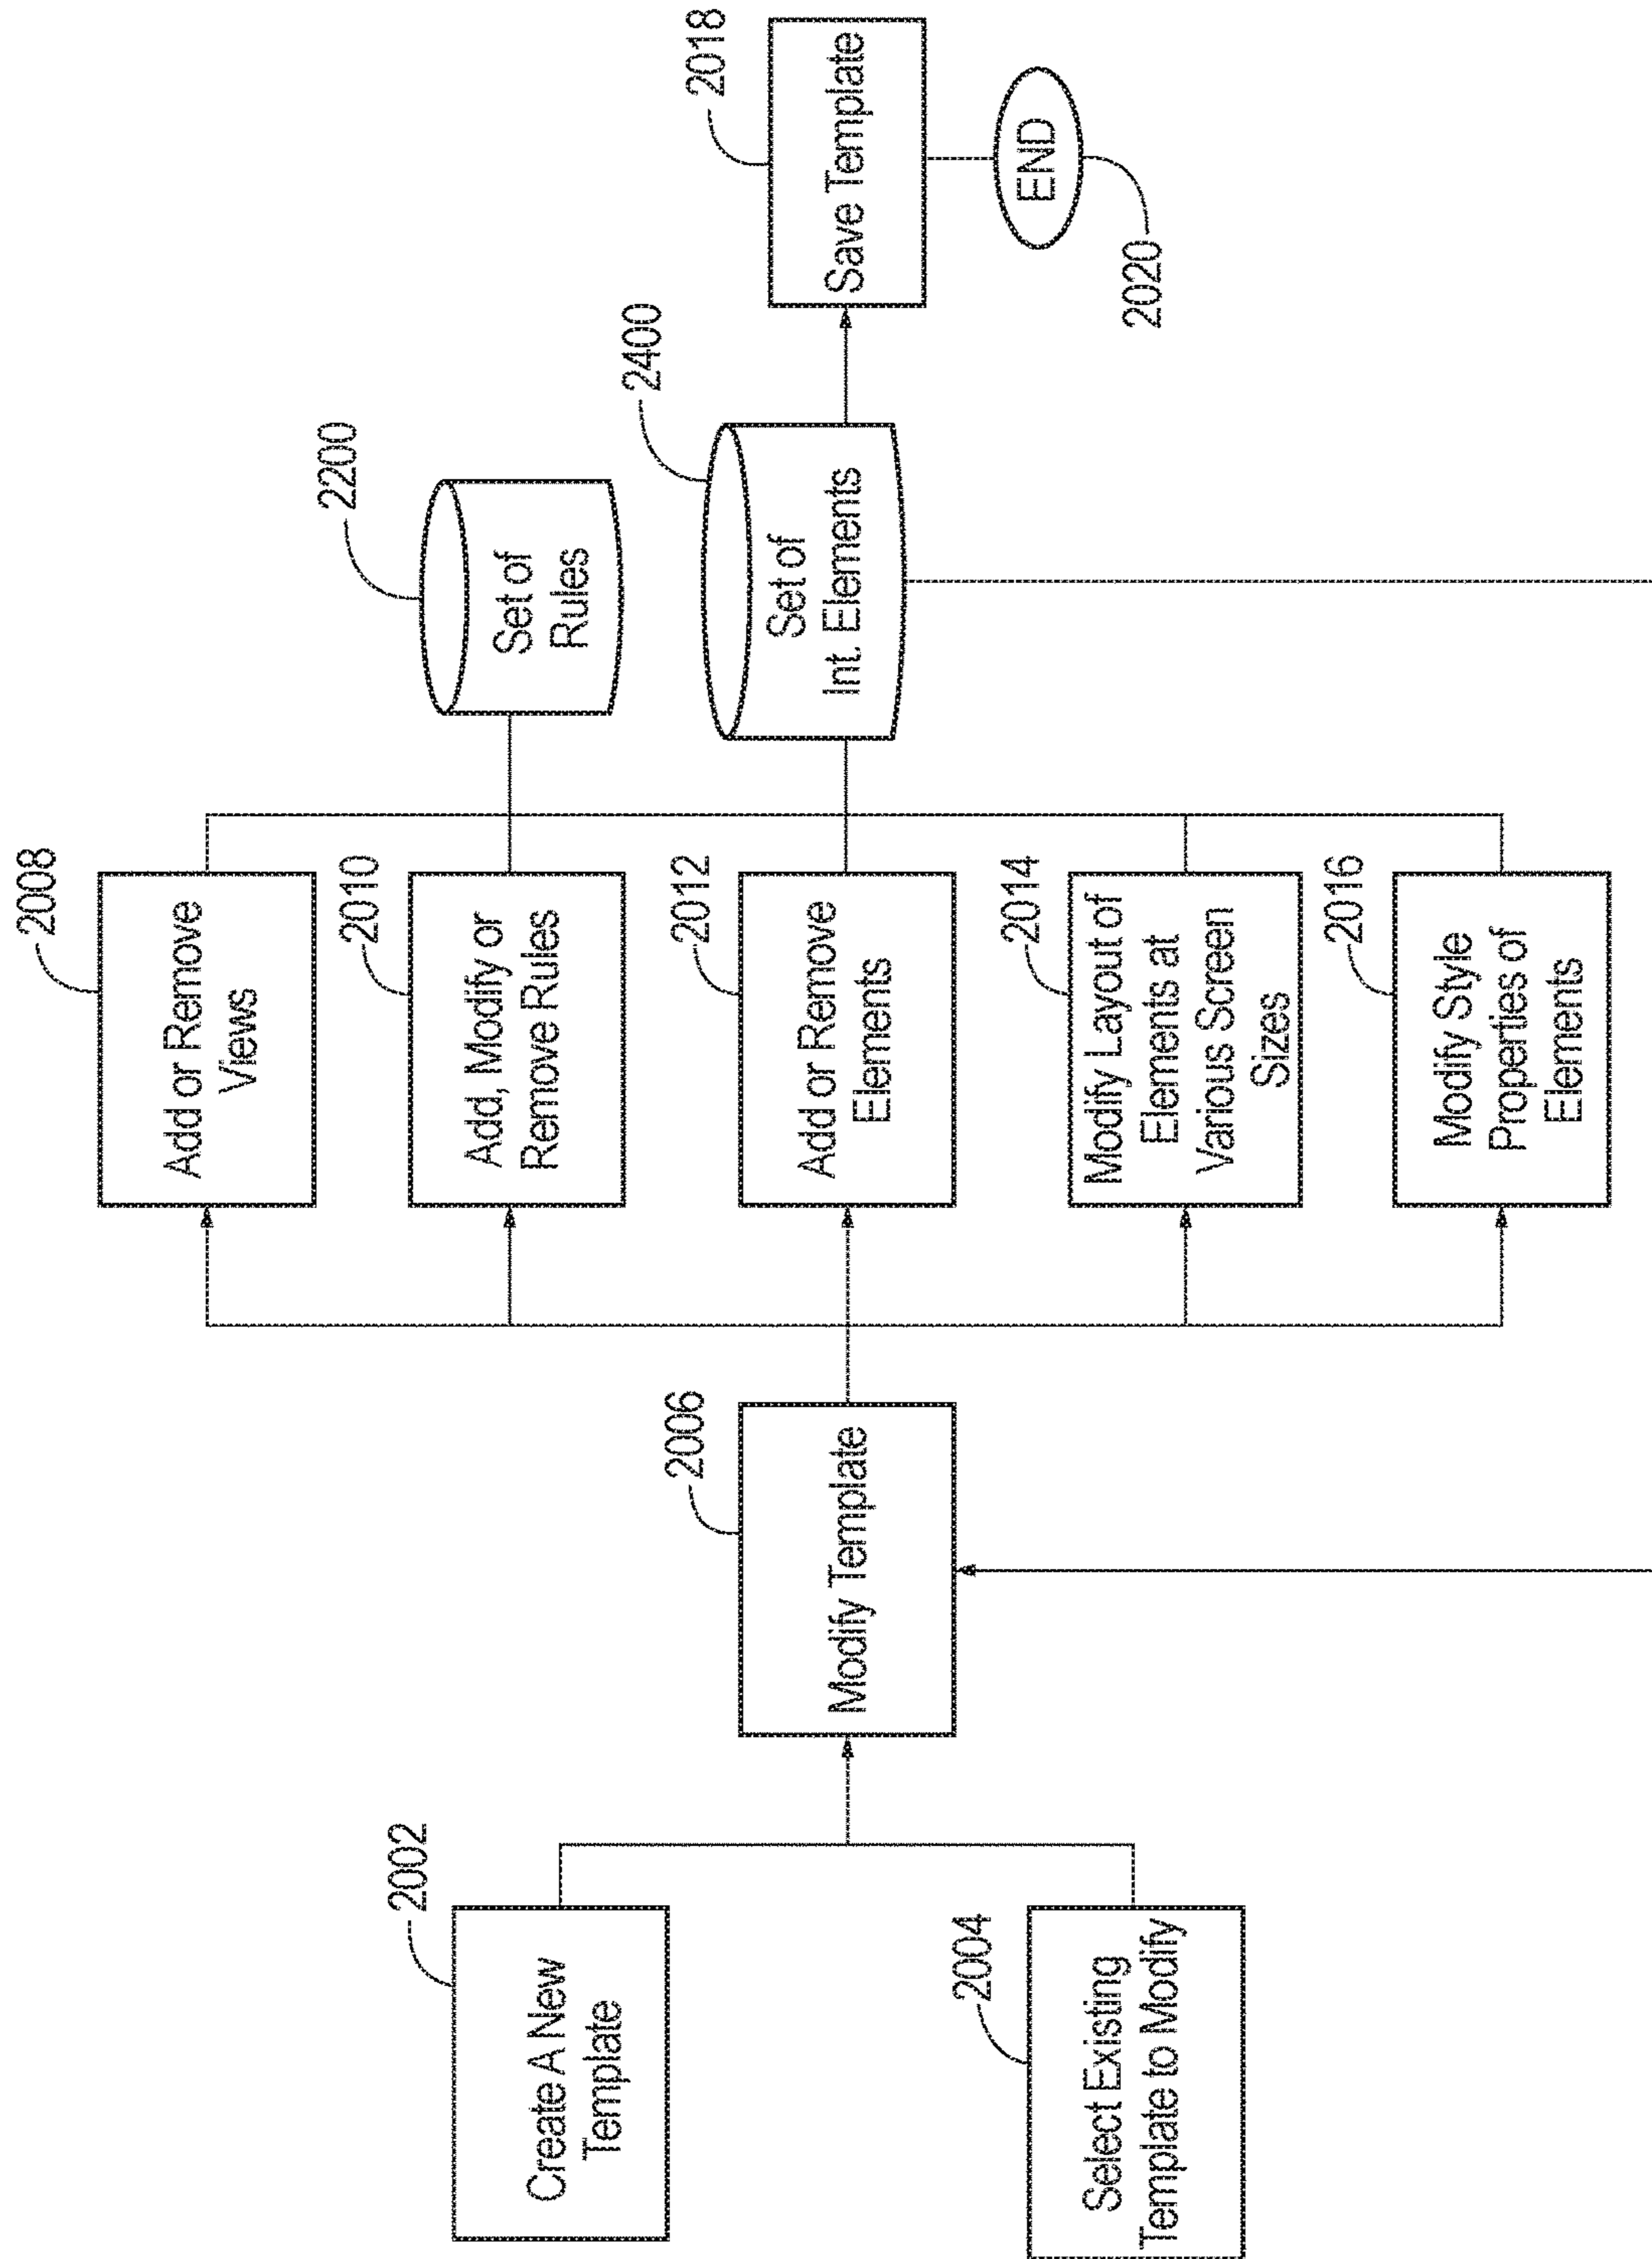 2002
Create A New
Template
2004
Select Existing
Template to Modify
2006
Modify Template
2008
Add or Remove
Views
2010
Add, Modify or
Remove Rules
2012
Add or Remove
Elements
2014
Modify Layout of
Elements at
Various Screen
Sizes
2016
Modify Style
Properties of
Elements
2200
Set of
Rules
2400
Set of
Int. Elements
2018
Save Template
END
2020